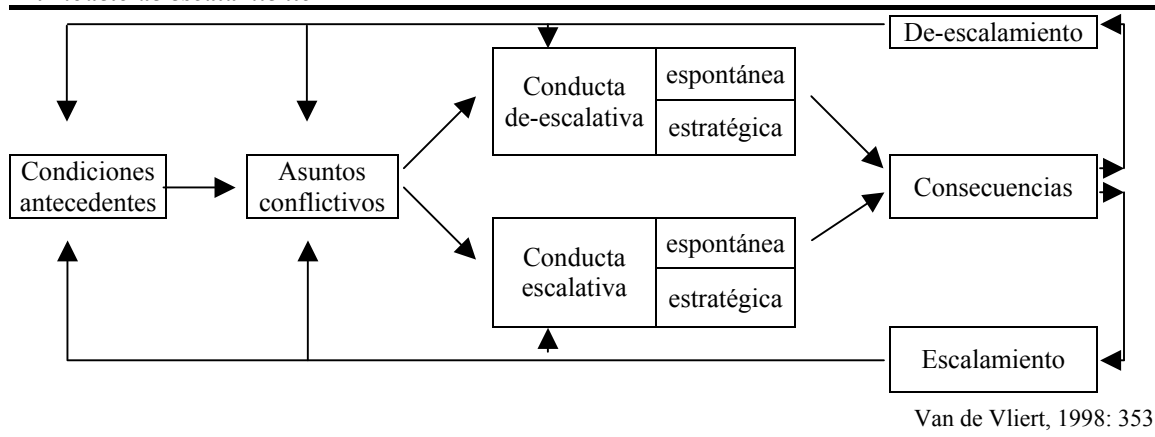 De-escalamiento
Conducta
de-escalativa
espontánea
estratégica
Condiciones
antecedentes
Asuntos
conflictivos
Consecuencias
Conducta
escalativa
espontánea
estratégica
Escalamiento
Van de Vliert, 1998: 353